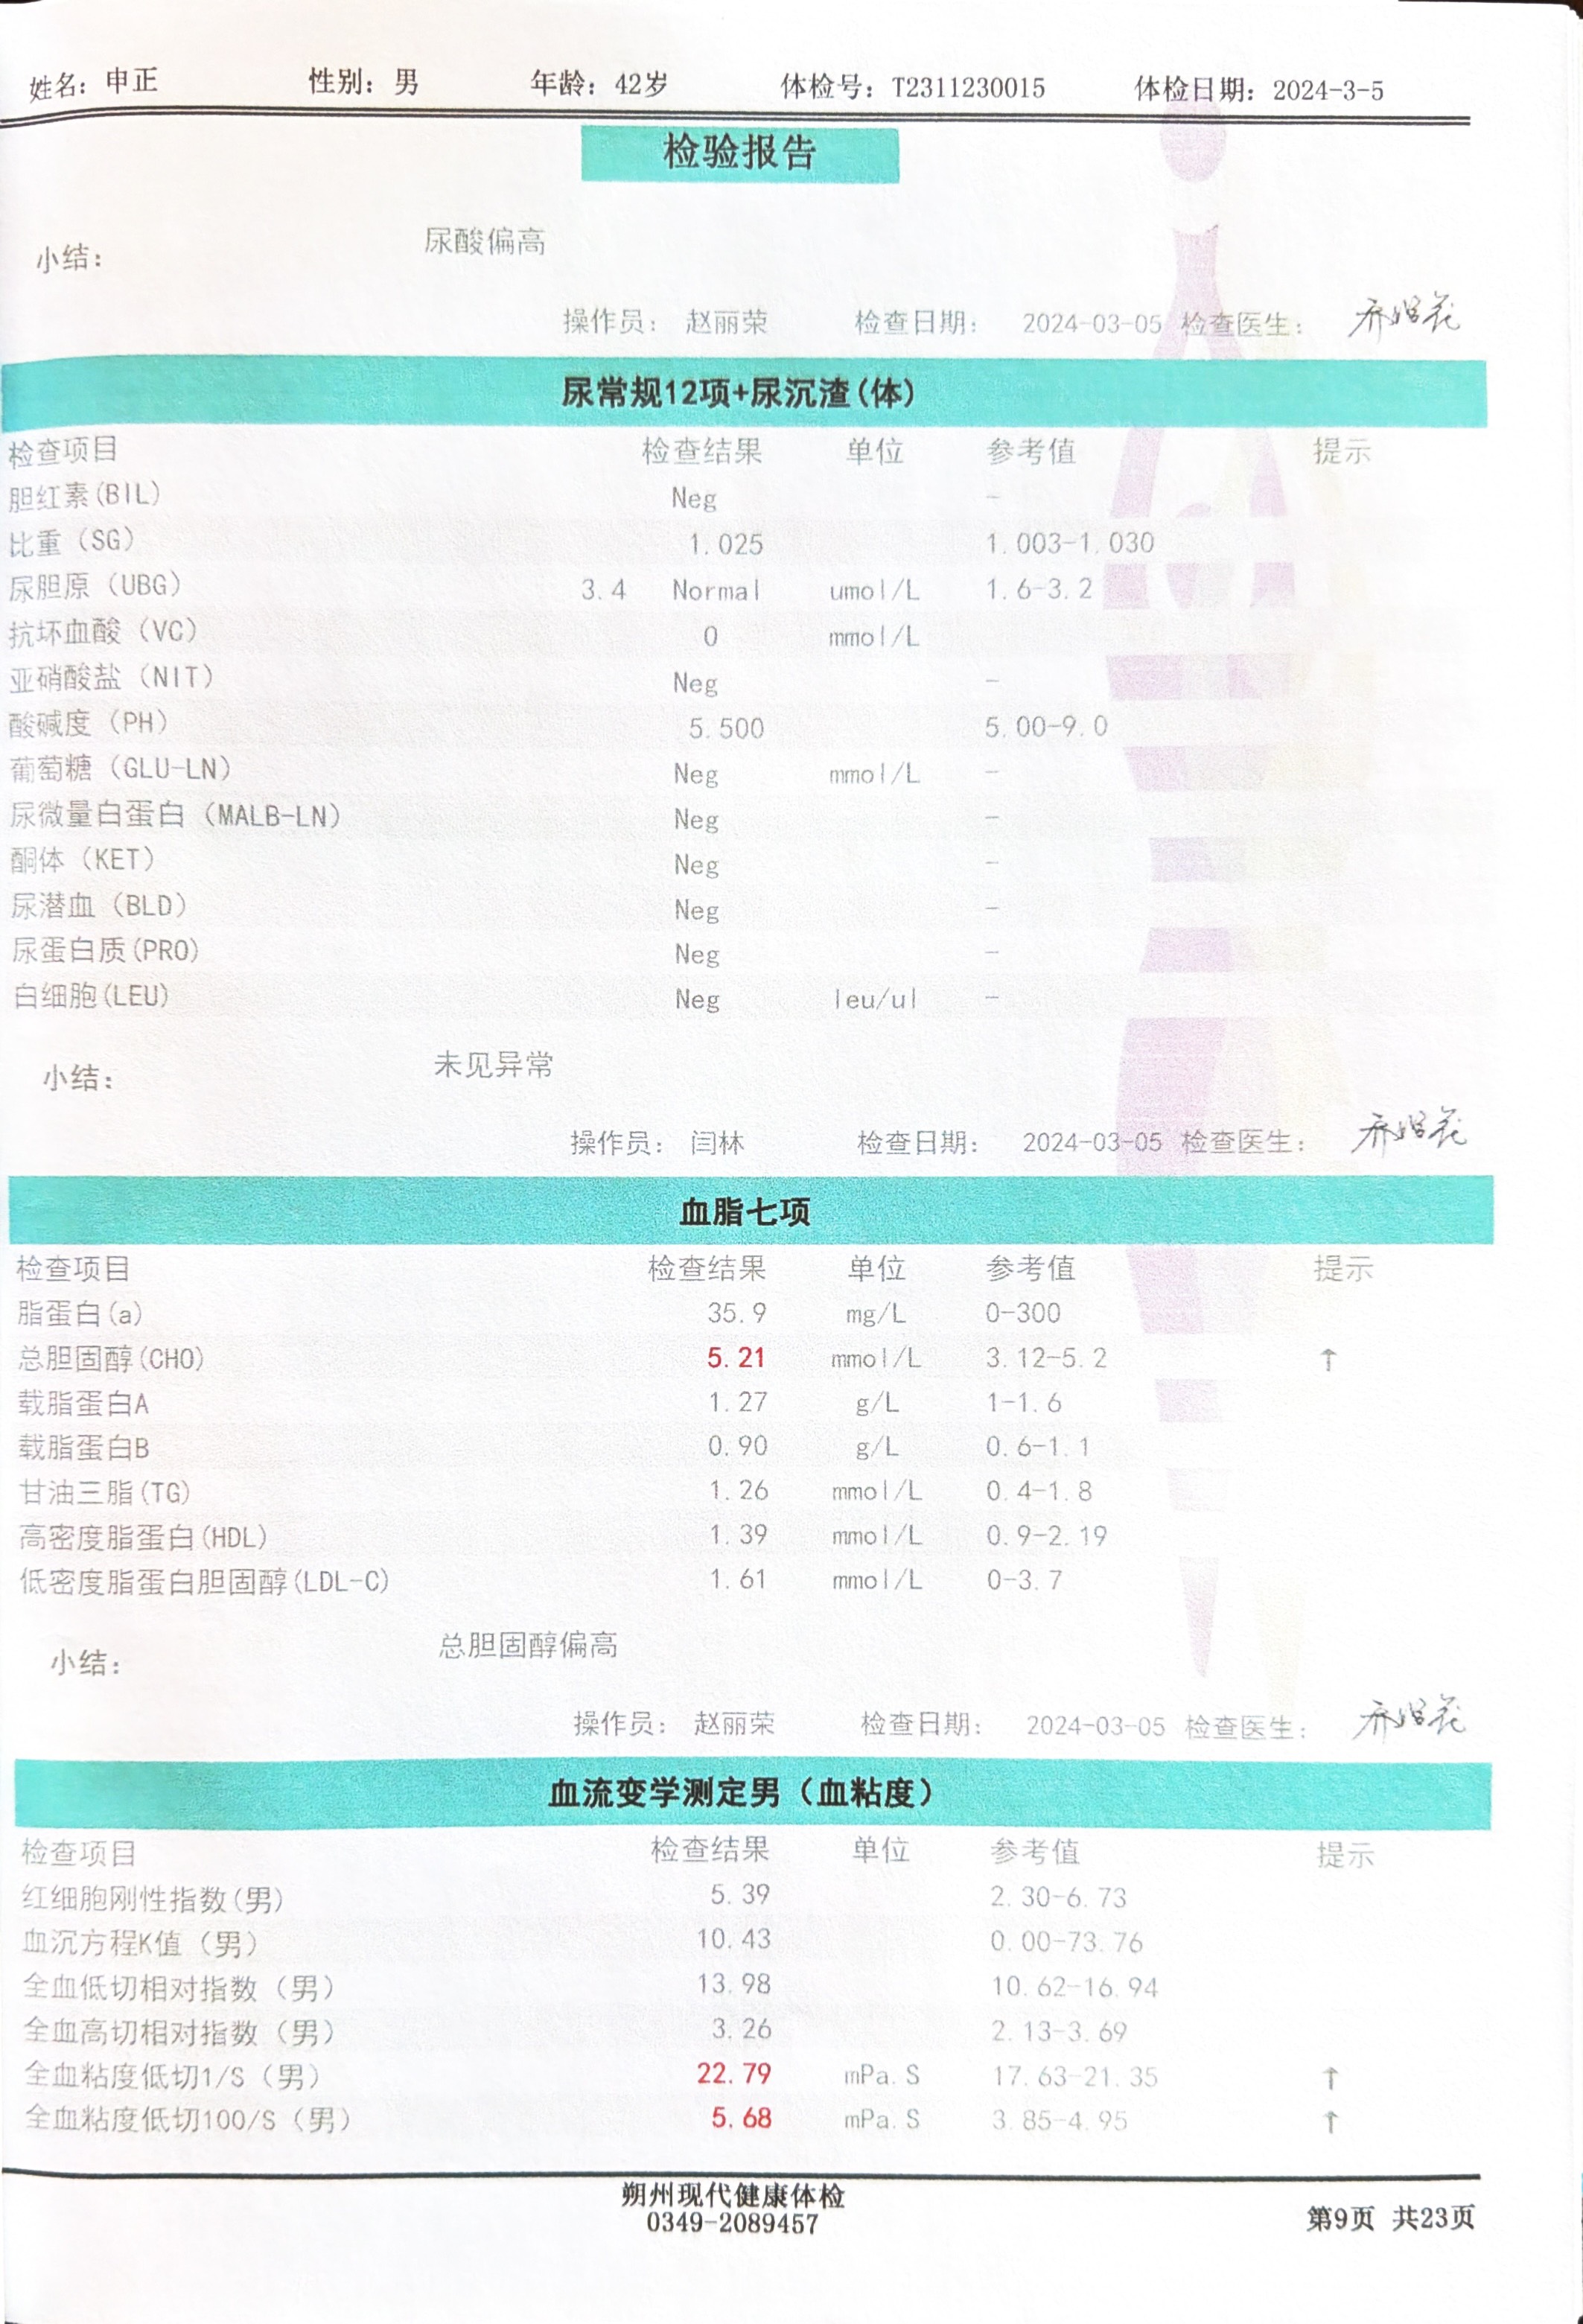 姓名：申正 性别：男 年龄：42岁 体检号：T2311230015 体检日期：2024-3-5
检验报告
小结： 尿酸偏高
操作员： 赵丽荣 检查日期： 2024-03-05 检查医生：
尿常规12项+尿沉渣(体)
检查项目 检查结果 单位 参考值 提示
胆红素(BIL) Neg -
比重（SG） 1.025 1.003-1.030
尿胆原（UBG） 3.4 Normal umol/L 1.6-3.2
抗坏血酸（VC） 0 mmol/L
亚硝酸盐（NIT） Neg -
酸碱度（PH） 5.500 5.00-9.0
葡萄糖（GLU-LN） Neg mmol/L -
尿微量白蛋白（MALB-LN） Neg -
酮体（KET） Neg -
尿潜血（BLD） Neg -
尿蛋白质(PRO) Neg -
白细胞(LEU) Neg leu/ul -
小结： 未见异常
操作员： 闫林 检查日期： 2024-03-05 检查医生：
血脂七项
检查项目 检查结果 单位 参考值 提示
脂蛋白(a) 35.9 mg/L 0-300
总胆固醇(CHO) 5.21 mmol/L 3.12-5.2 ↑
载脂蛋白A 1.27 g/L 1-1.6
载脂蛋白B 0.90 g/L 0.6-1.1
甘油三脂(TG) 1.26 mmol/L 0.4-1.8
高密度脂蛋白(HDL) 1.39 mmol/L 0.9-2.19
低密度脂蛋白胆固醇(LDL-C) 1.61 mmol/L 0-3.7
小结： 总胆固醇偏高
操作员： 赵丽荣 检查日期： 2024-03-05 检查医生：
血流变学测定男（血粘度）
检查项目 检查结果 单位 参考值 提示
红细胞刚性指数(男) 5.39 2.30-6.73
血沉方程K值（男） 10.43 0.00-73.76
全血低切相对指数（男） 13.98 10.62-16.94
全血高切相对指数（男） 3.26 2.13-3.69
全血粘度低切1/S（男） 22.79 mPa.S 17.63-21.35 ↑
全血粘度低切100/S（男） 5.68 mPa.S 3.85-4.95 ↑
朔州现代健康体检
0349-2089457
第9页 共23页